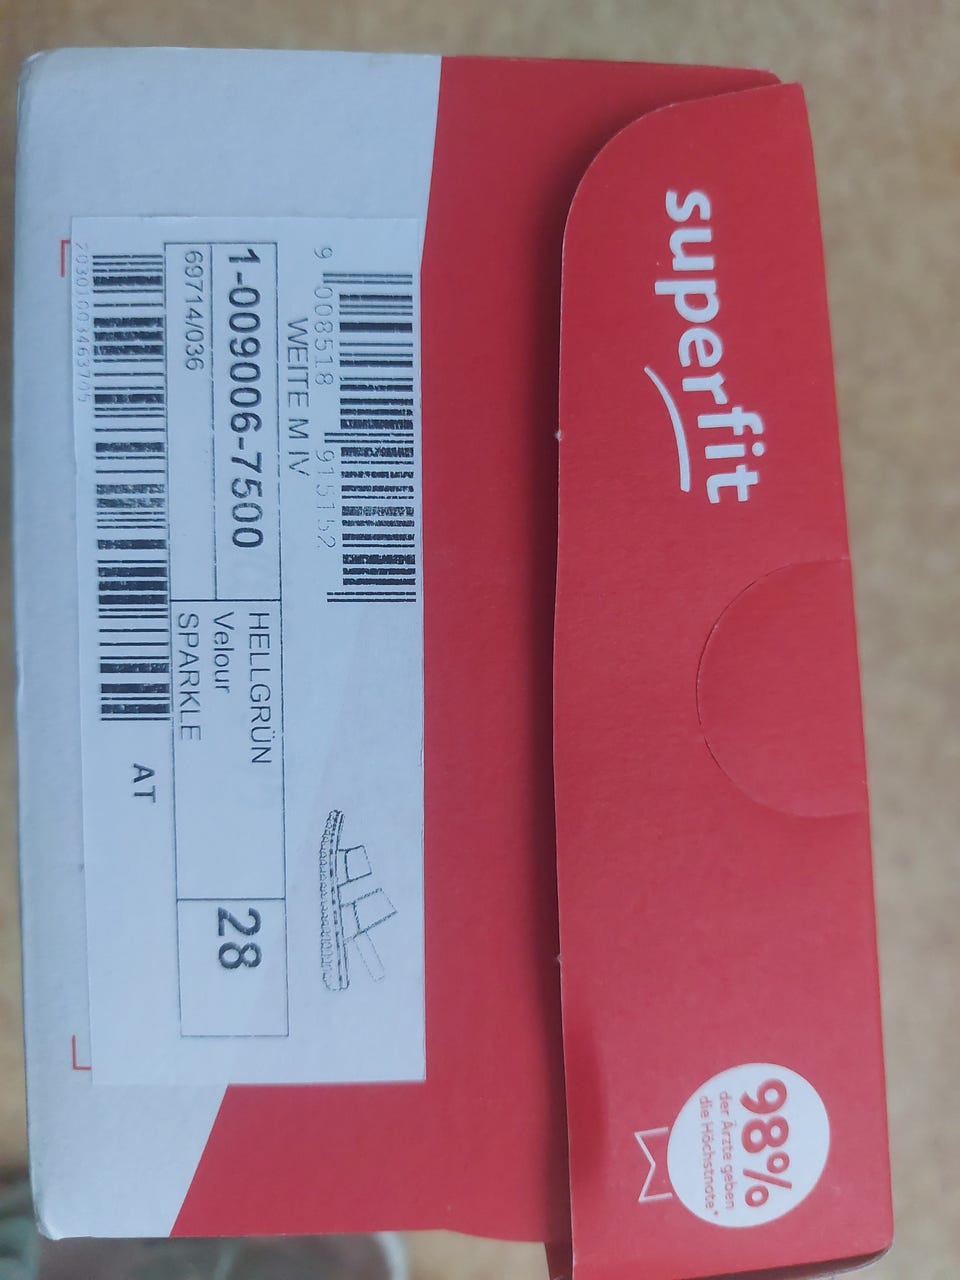 superfit
98%
der Ärzte geben
die Höchstnote*
9 008518 915152
WEITE M IV
1-009006-7500
69714/036
HELLGRÜN
Velour
SPARKLE
28
AT